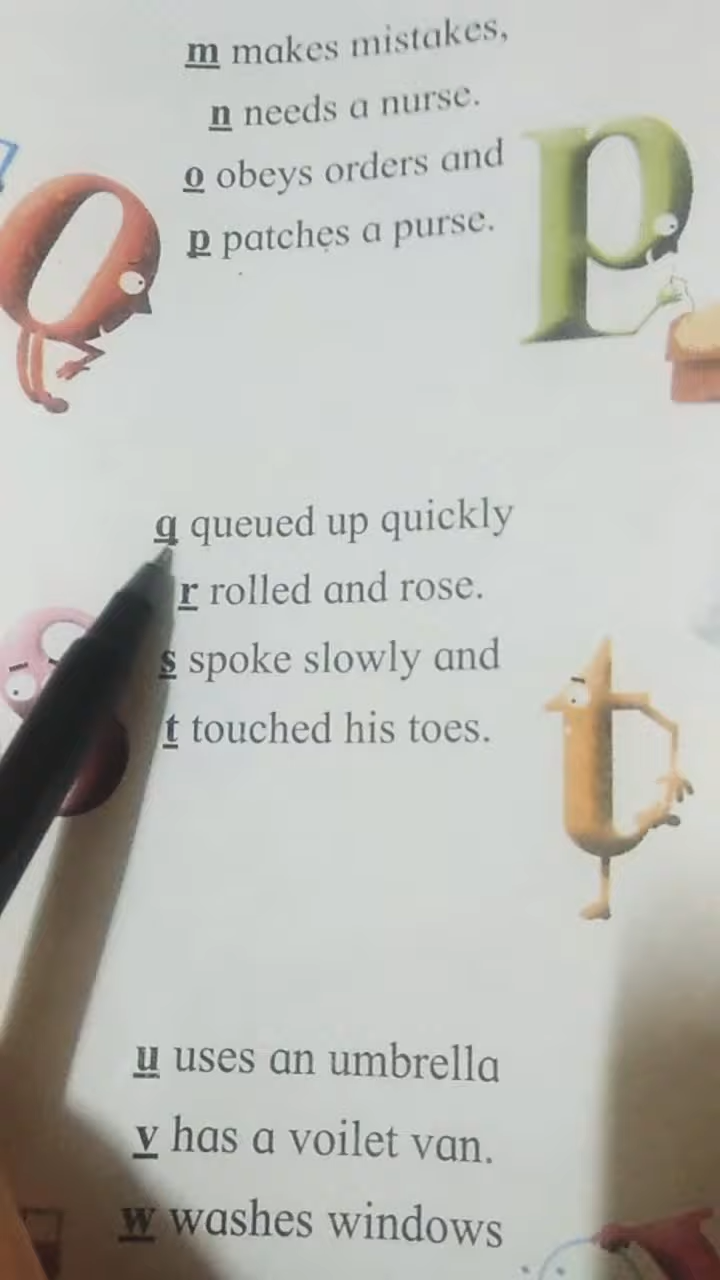 m makes mistakes,
n needs a nurse.
o obeys orders and
p patches a purse.
q queued up quickly
r rolled and rose.
s spoke slowly and
t touched his toes.
u uses an umbrella
v has a voilet van.
w washes windows